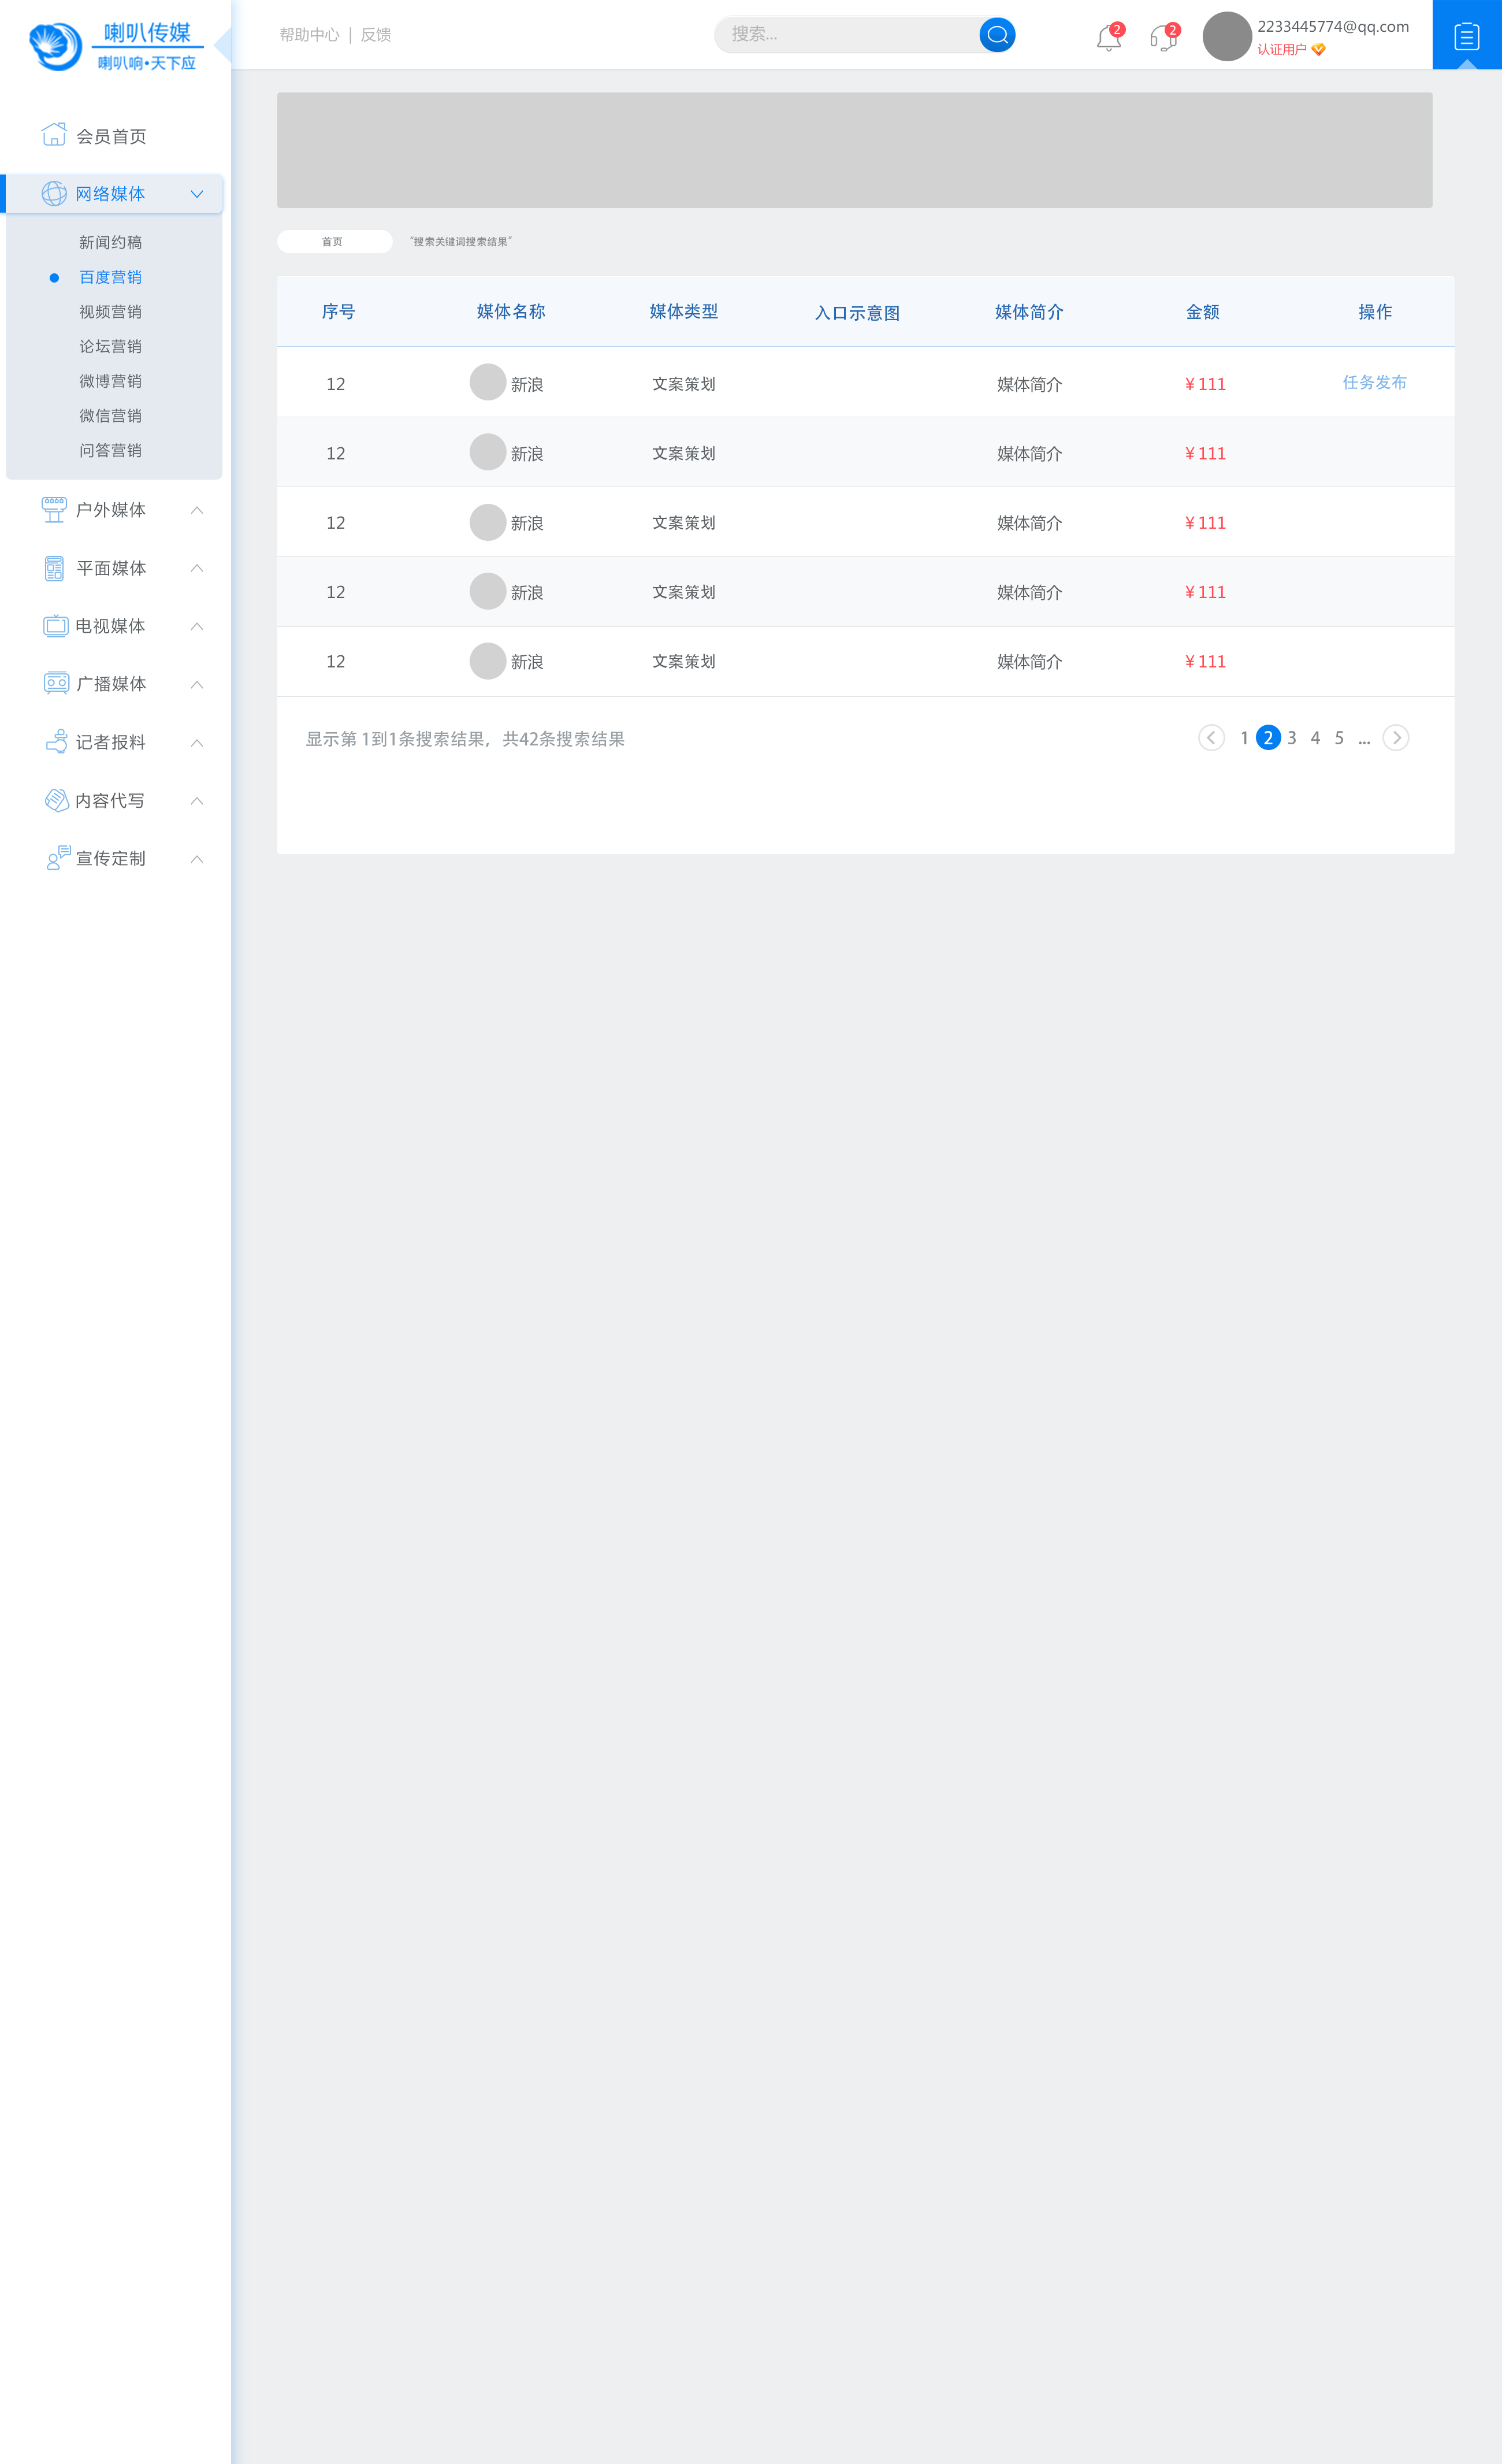 喇叭传媒
喇叭响•天下应
帮助中心 | 反馈
搜索...
2
2
2233445774@qq.com
认证用户
会员首页
网络媒体
新闻约稿
百度营销
视频营销
论坛营销
微博营销
微信营销
问答营销
户外媒体
平面媒体
电视媒体
广播媒体
记者报料
内容代写
宣传定制
首页 “搜索关键词搜索结果”
序号 媒体名称 媒体类型 入口示意图 媒体简介 金额 操作
12 新浪 文案策划 媒体简介 ¥111 任务发布
12 新浪 文案策划 媒体简介 ¥111
12 新浪 文案策划 媒体简介 ¥111
12 新浪 文案策划 媒体简介 ¥111
12 新浪 文案策划 媒体简介 ¥111
显示第 1到1条搜索结果，共42条搜索结果 1 2 3 4 5 ...